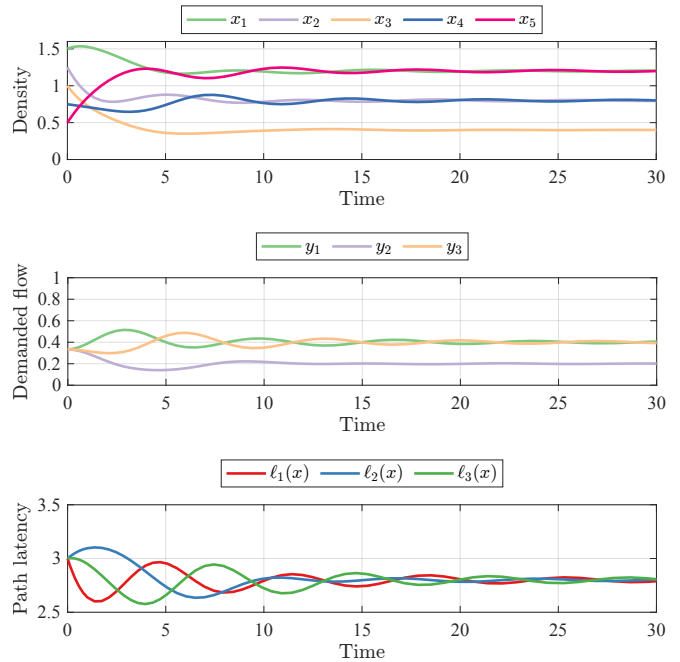 x₁ x₂ x₃ x₄ x₅
1.5
1
0.5
0
Density
0 5 10 15 20 25 30
Time
y₁ y₂ y₃
1
0.8
0.6
0.4
0.2
0
Demanded flow
0 5 10 15 20 25 30
Time
ℓ₁(x) ℓ₂(x) ℓ₃(x)
3.5
3
2.5
Path latency
0 5 10 15 20 25 30
Time